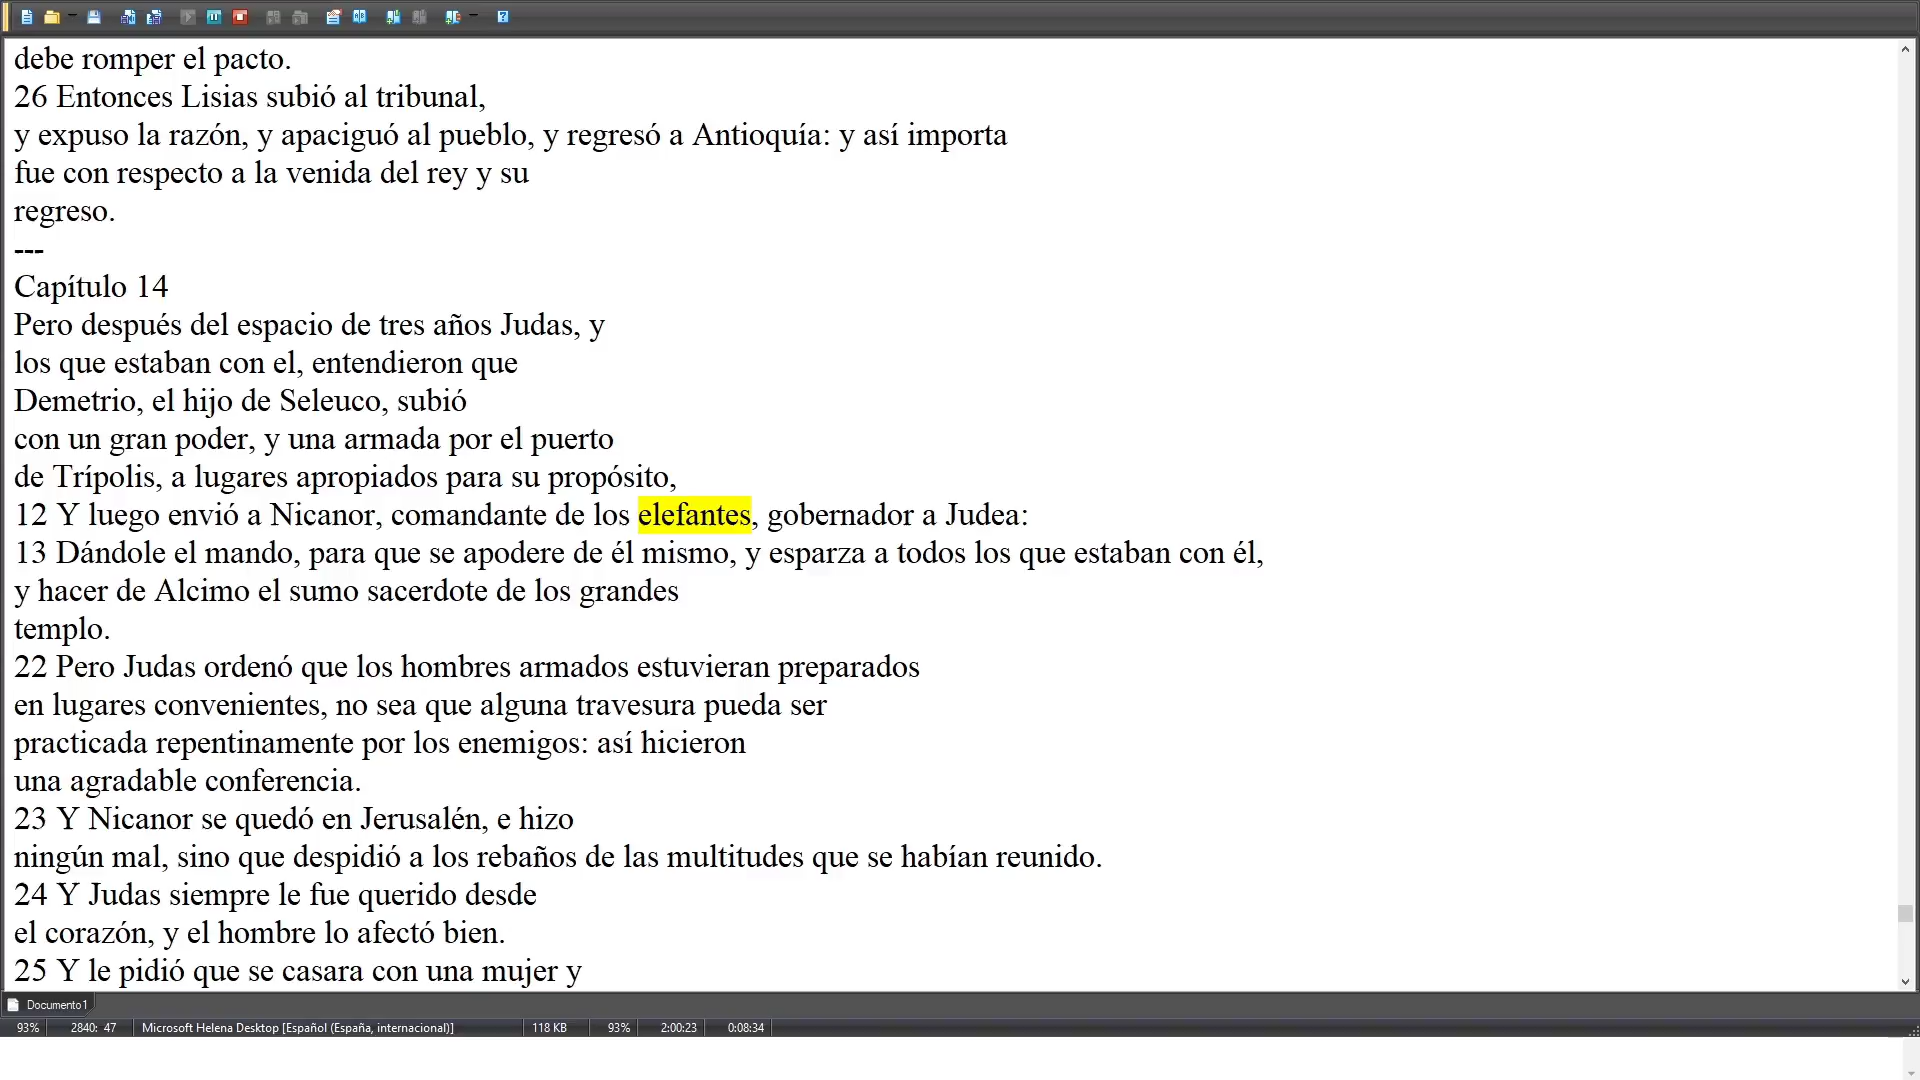 debe romper el pacto.
26 Entonces Lisias subió al tribunal,
y expuso la razón, y apaciguó al pueblo, y regresó a Antioquía: y así importa
fue con respecto a la venida del rey y su
regreso.
---
Capítulo 14
Pero después del espacio de tres años Judas, y
los que estaban con el, entendieron que
Demetrio, el hijo de Seleuco, subió
con un gran poder, y una armada por el puerto
de Trípolis, a lugares apropiados para su propósito,
12 Y luego envió a Nicanor, comandante de los elefantes, gobernador a Judea:
13 Dándole el mando, para que se apodere de él mismo, y esparza a todos los que estaban con él,
y hacer de Alcimo el sumo sacerdote de los grandes
templo.
22 Pero Judas ordenó que los hombres armados estuvieran preparados
en lugares convenientes, no sea que alguna travesura pueda ser
practicada repentinamente por los enemigos: así hicieron
una agradable conferencia.
23 Y Nicanor se quedó en Jerusalén, e hizo
ningún mal, sino que despidió a los rebaños de las multitudes que se habían reunido.
24 Y Judas siempre le fue querido desde
el corazón, y el hombre lo afectó bien.
25 Y le pidió que se casara con una mujer y
Documento1
93% 2840: 47 Microsoft Helena Desktop [Español (España, internacional)] 118 KB 93% 2:00:23 0:08:34